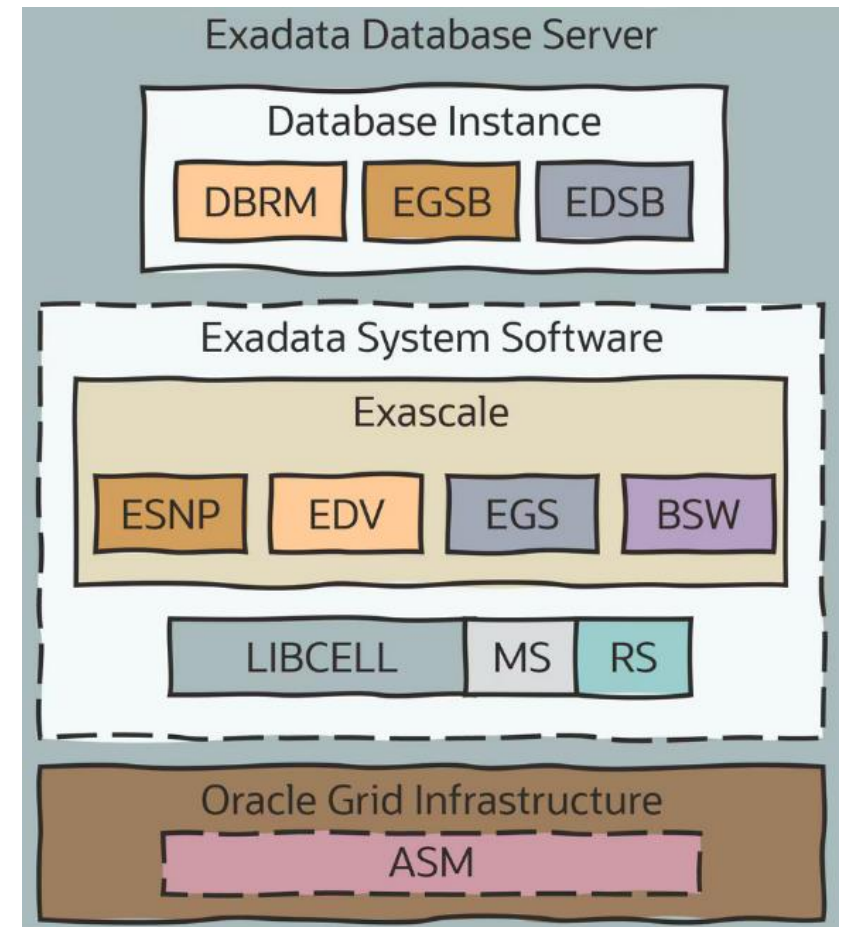 Exadata Database Server
Database Instance
DBRM EGSB EDSB
Exadata System Software
Exascale
ESNP EDV EGS BSW
LIBCELL MS RS
Oracle Grid Infrastructure
ASM